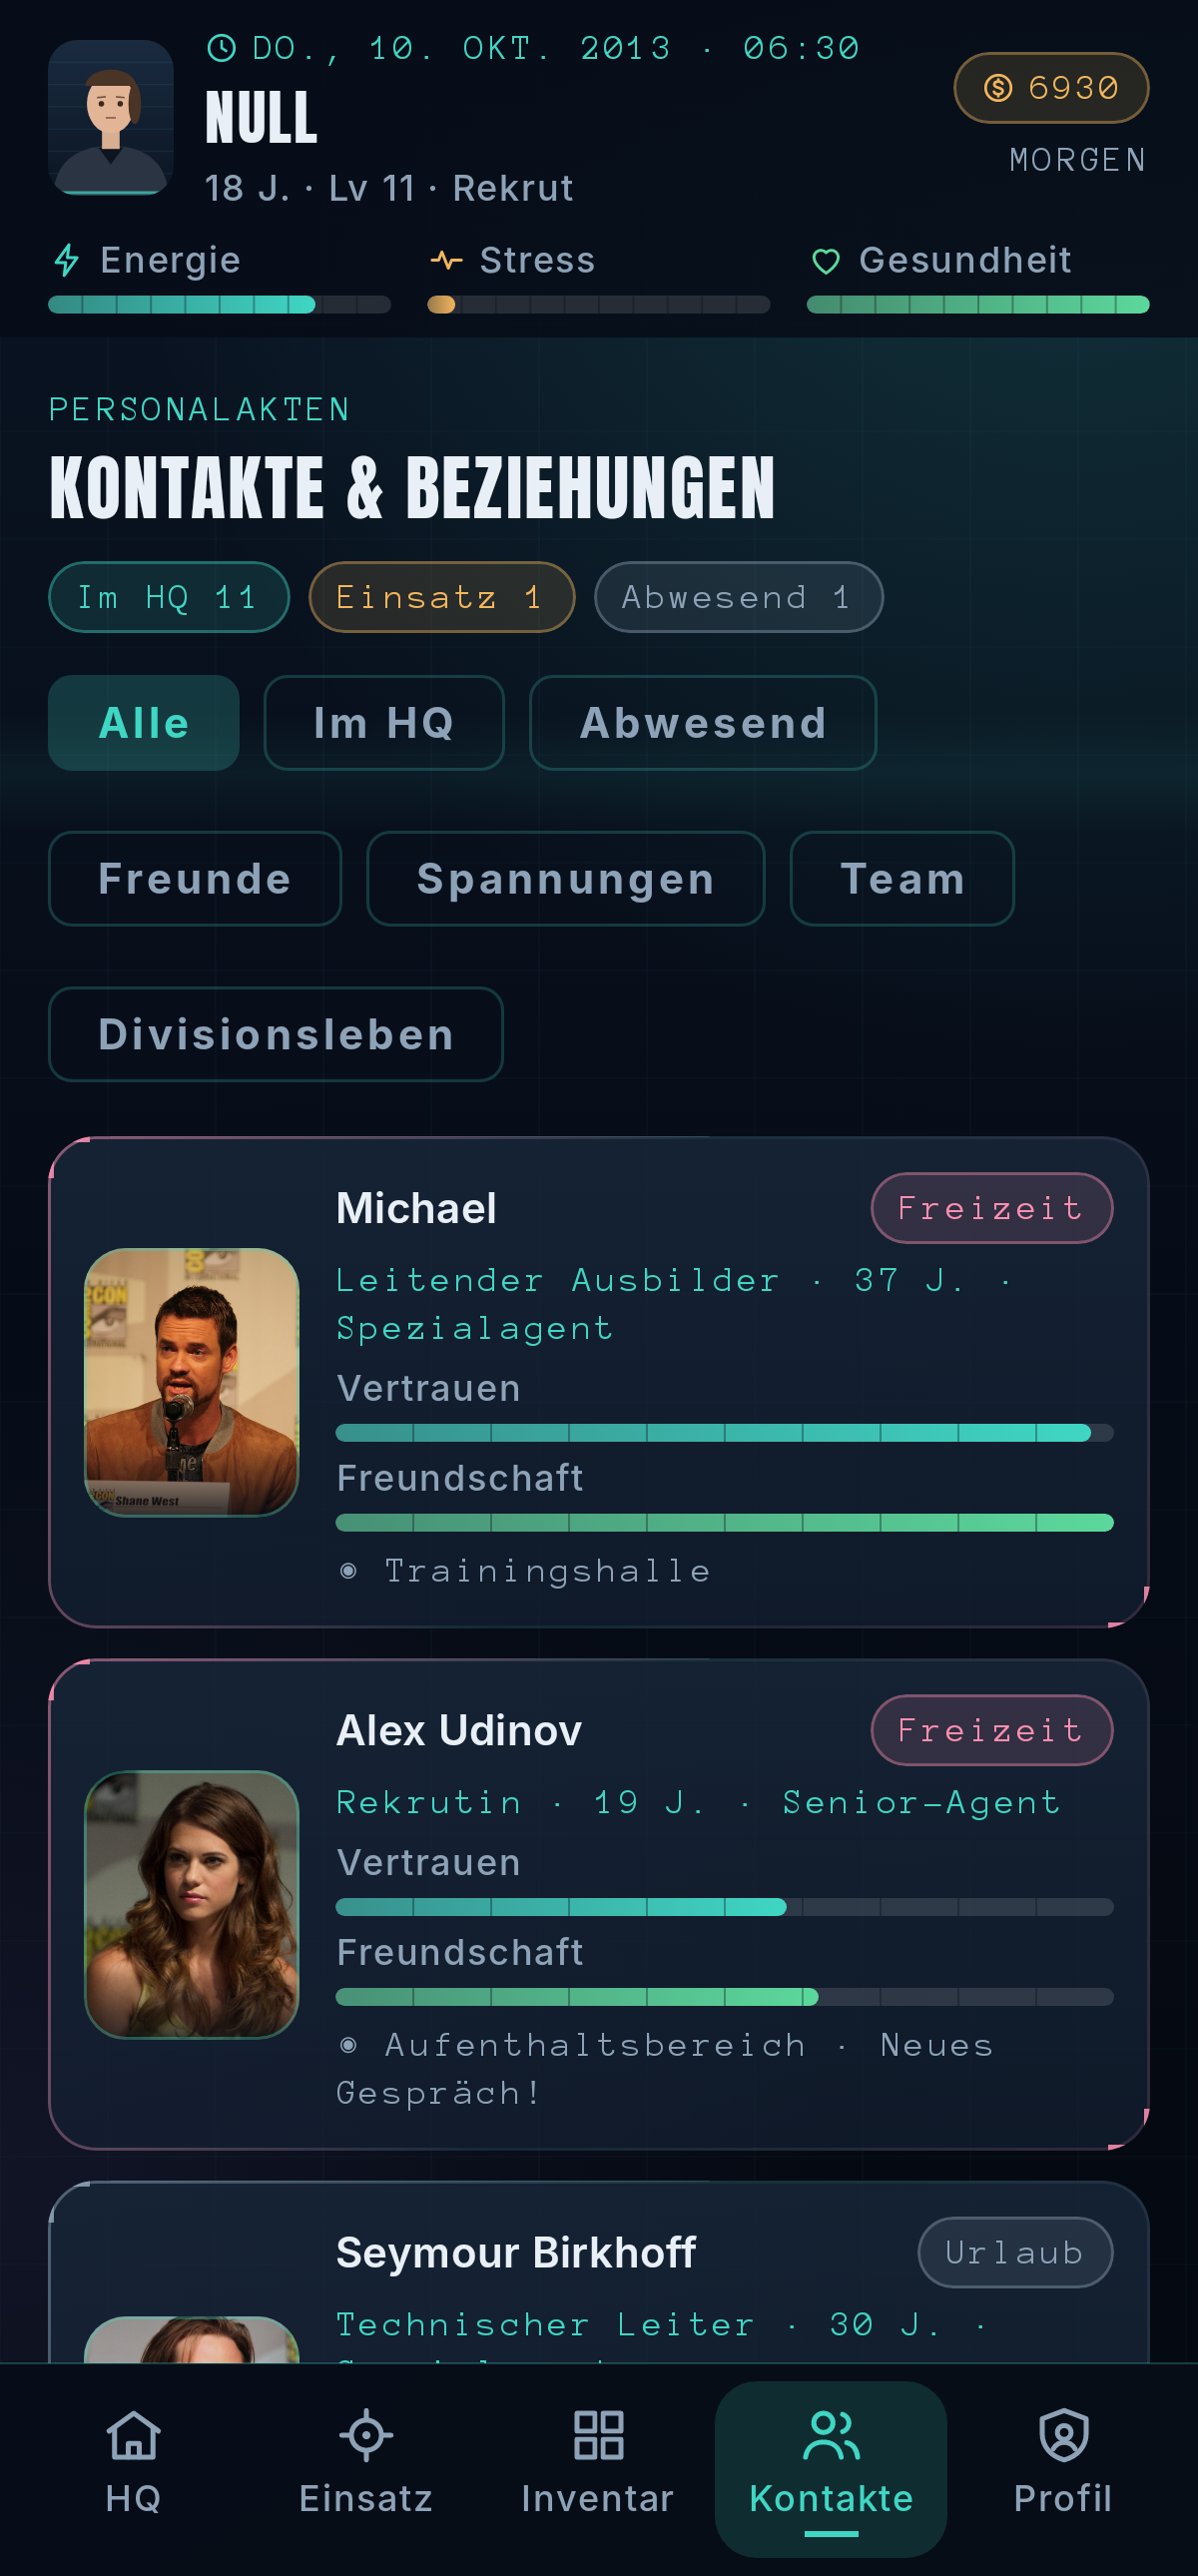 DO., 10. OKT. 2013 · 06:30
NULL
18 J. · Lv 11 · Rekrut
6930
MORGEN
Energie
Stress
Gesundheit
PERSONALAKTEN
KONTAKTE & BEZIEHUNGEN
Im HQ 11
Einsatz 1
Abwesend 1
Alle
Im HQ
Abwesend
Freunde
Spannungen
Team
Divisionsleben
Michael
Freizeit
Leitender Ausbilder · 37 J. ·
Spezialagent
Vertrauen
Freundschaft
◉ Trainingshalle
CON
Shane West
Alex Udinov
Freizeit
Rekrutin · 19 J. · Senior-Agent
Vertrauen
Freundschaft
◉ Aufenthaltsbereich · Neues
Gespräch!
Seymour Birkhoff
Urlaub
Technischer Leiter · 30 J. ·
HQ
Einsatz
Inventar
Kontakte
Profil